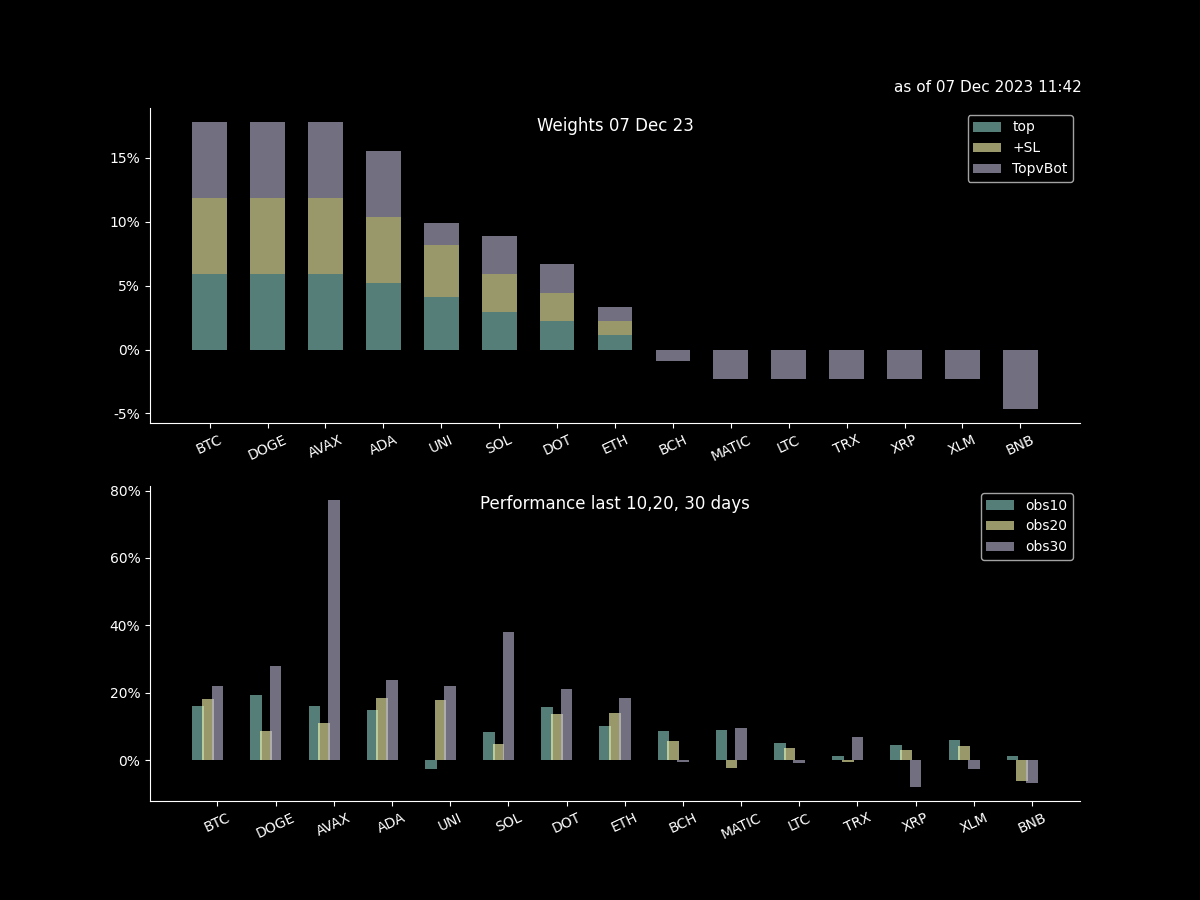 as of 07 Dec 2023 11:42
Weights 07 Dec 23
top
+SL
TopvBot
15%
10%
5%
0%
-5%
BTC DOGE AVAX ADA UNI SOL DOT ETH BCH MATIC LTC TRX XRP XLM BNB
Performance last 10,20, 30 days
obs10
obs20
obs30
80%
60%
40%
20%
0%
BTC DOGE AVAX ADA UNI SOL DOT ETH BCH MATIC LTC TRX XRP XLM BNB